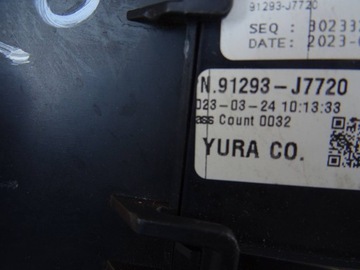 91293-J7720
SEQ : 30233
DATE: 2023-0
N.91293-J7720
023-03-24 10:13:33
ass Count 0032
YURA CO.